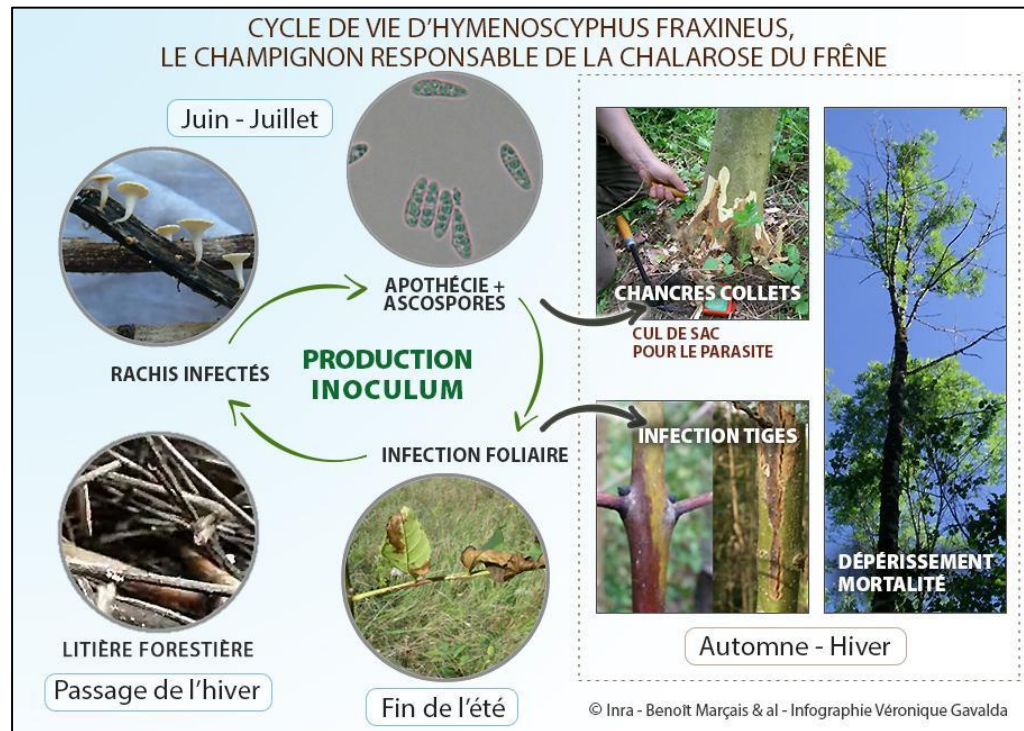 CYCLE DE VIE D'HYMENOSCYPHUS FRAXINEUS,
LE CHAMPIGNON RESPONSABLE DE LA CHALAROSE DU FRÊNE
Juin - Juillet
RACHIS INFECTÉS
APOTHÉCIE +
ASCOSPORES
PRODUCTION
INOCULUM
CHANCRES COLLETS
CUL DE SAC
POUR LE PARASITE
INFECTION FOLIAIRE
INFECTION TIGES
DÉPÉRISSEMENT
MORTALITÉ
LITIÈRE FORESTIÈRE
Passage de l'hiver
Fin de l'été
Automne - Hiver
© Inra - Benoît Marçais & al - Infographie Véronique Gavalda